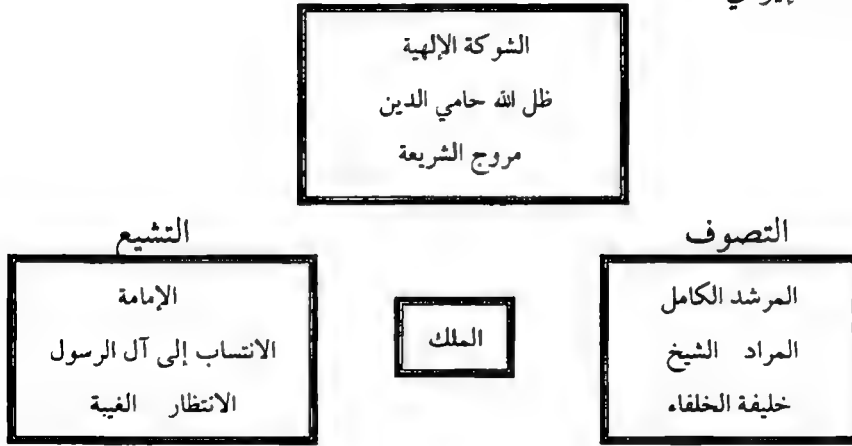 الشوكة الإلهية
ظل الله حامي الدين
مروج الشريعة
التصوف
المرشد الكامل
المراد الشيخ
خليفة الخلفاء
الملك
التشيع
الإمامة
الانتساب إلى آل الرسول
الانتظار الغيبة